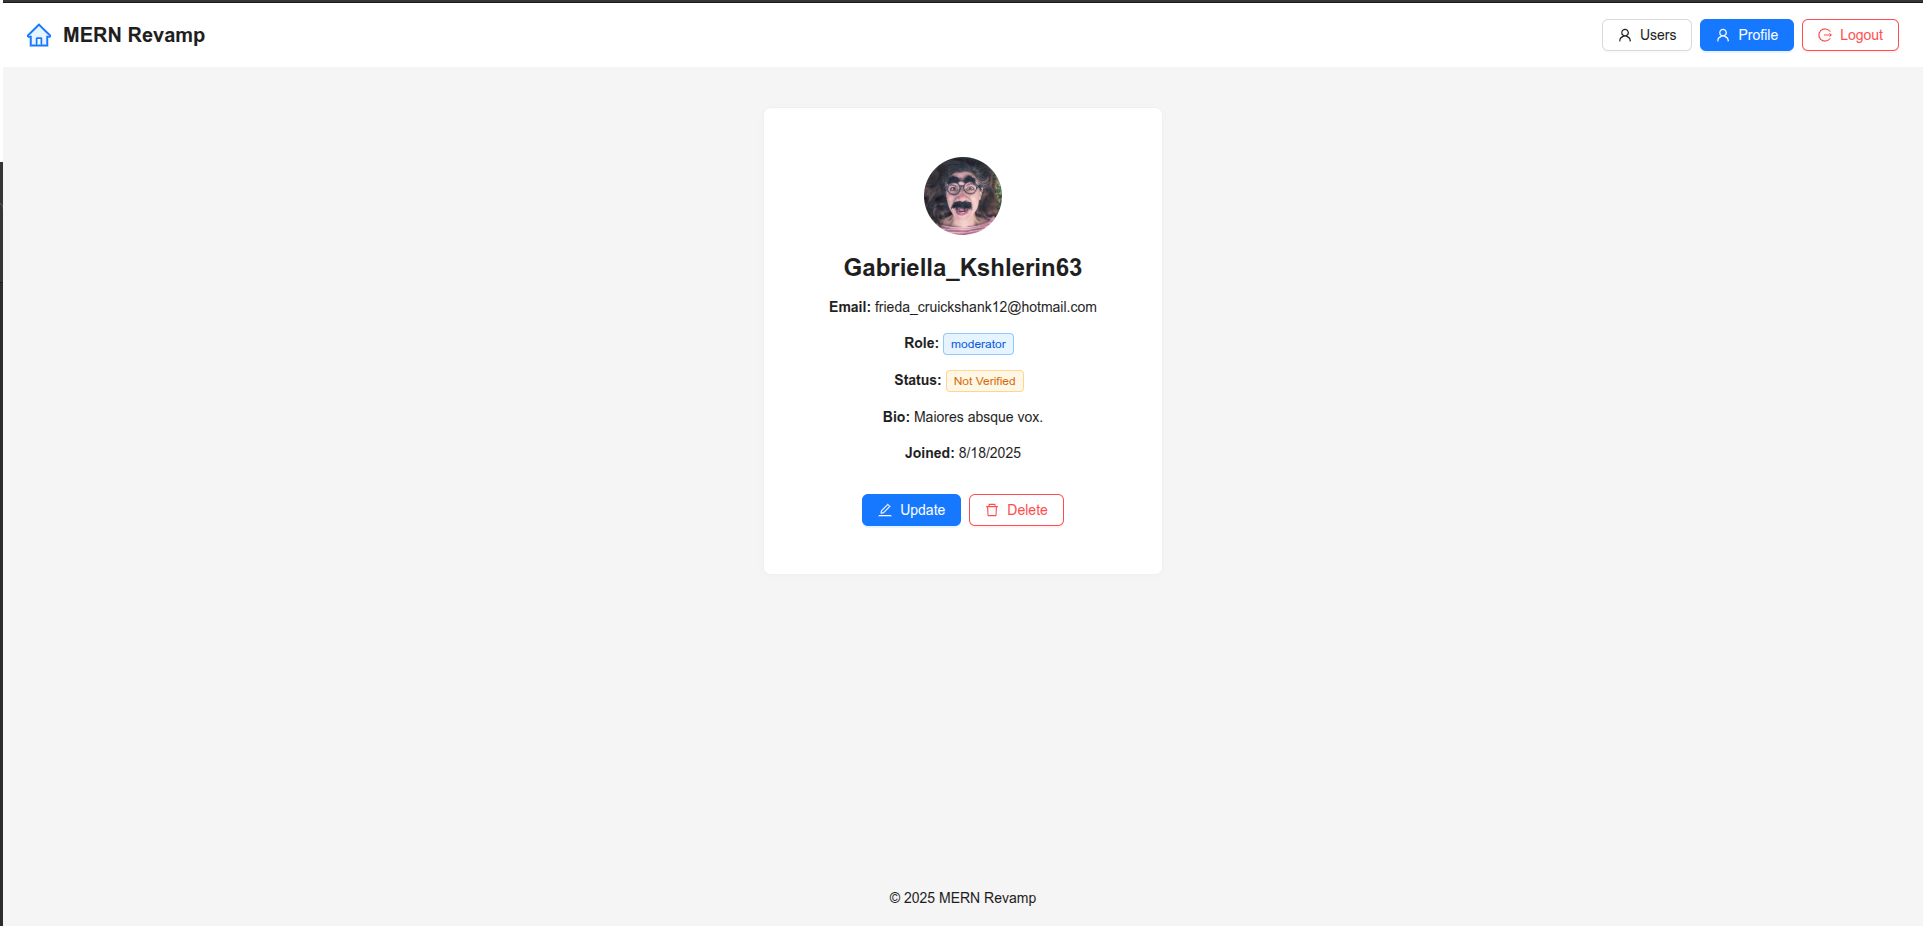 MERN Revamp
Users Profile Logout
Gabriella_Kshlerin63
Email: frieda_cruickshank12@hotmail.com
Role: moderator
Status: Not Verified
Bio: Maiores absque vox.
Joined: 8/18/2025
Update Delete
© 2025 MERN Revamp